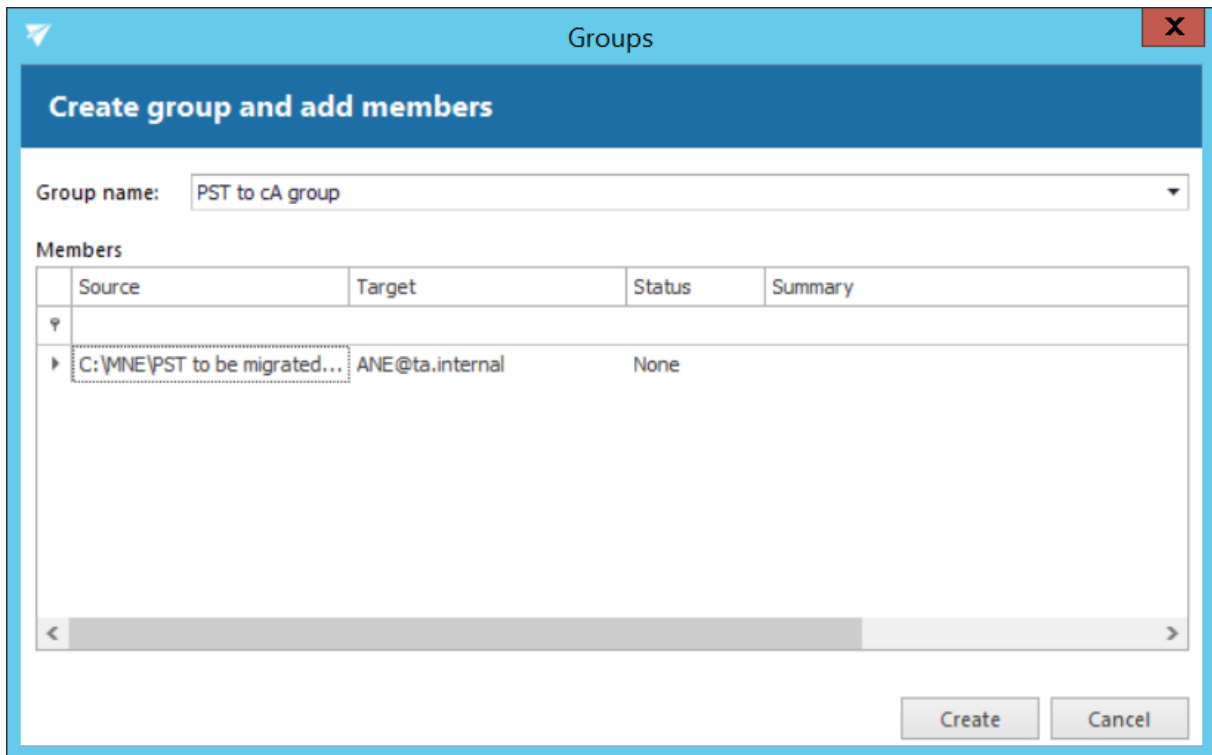 Groups
X
Create group and add members
Group name: PST to cA group
Members
Source Target Status Summary
C:\MNE\PST to be migrated... ANE@ta.internal None
Create Cancel